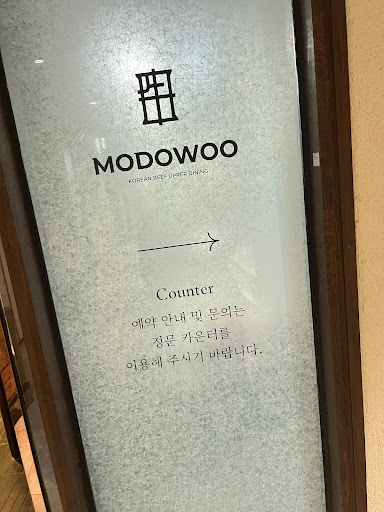 MODOWOO
KOREAN BEEF UPPER DINING
Counter
예약 안내 및 문의는
정문 카운터를
이용해 주시기 바랍니다.